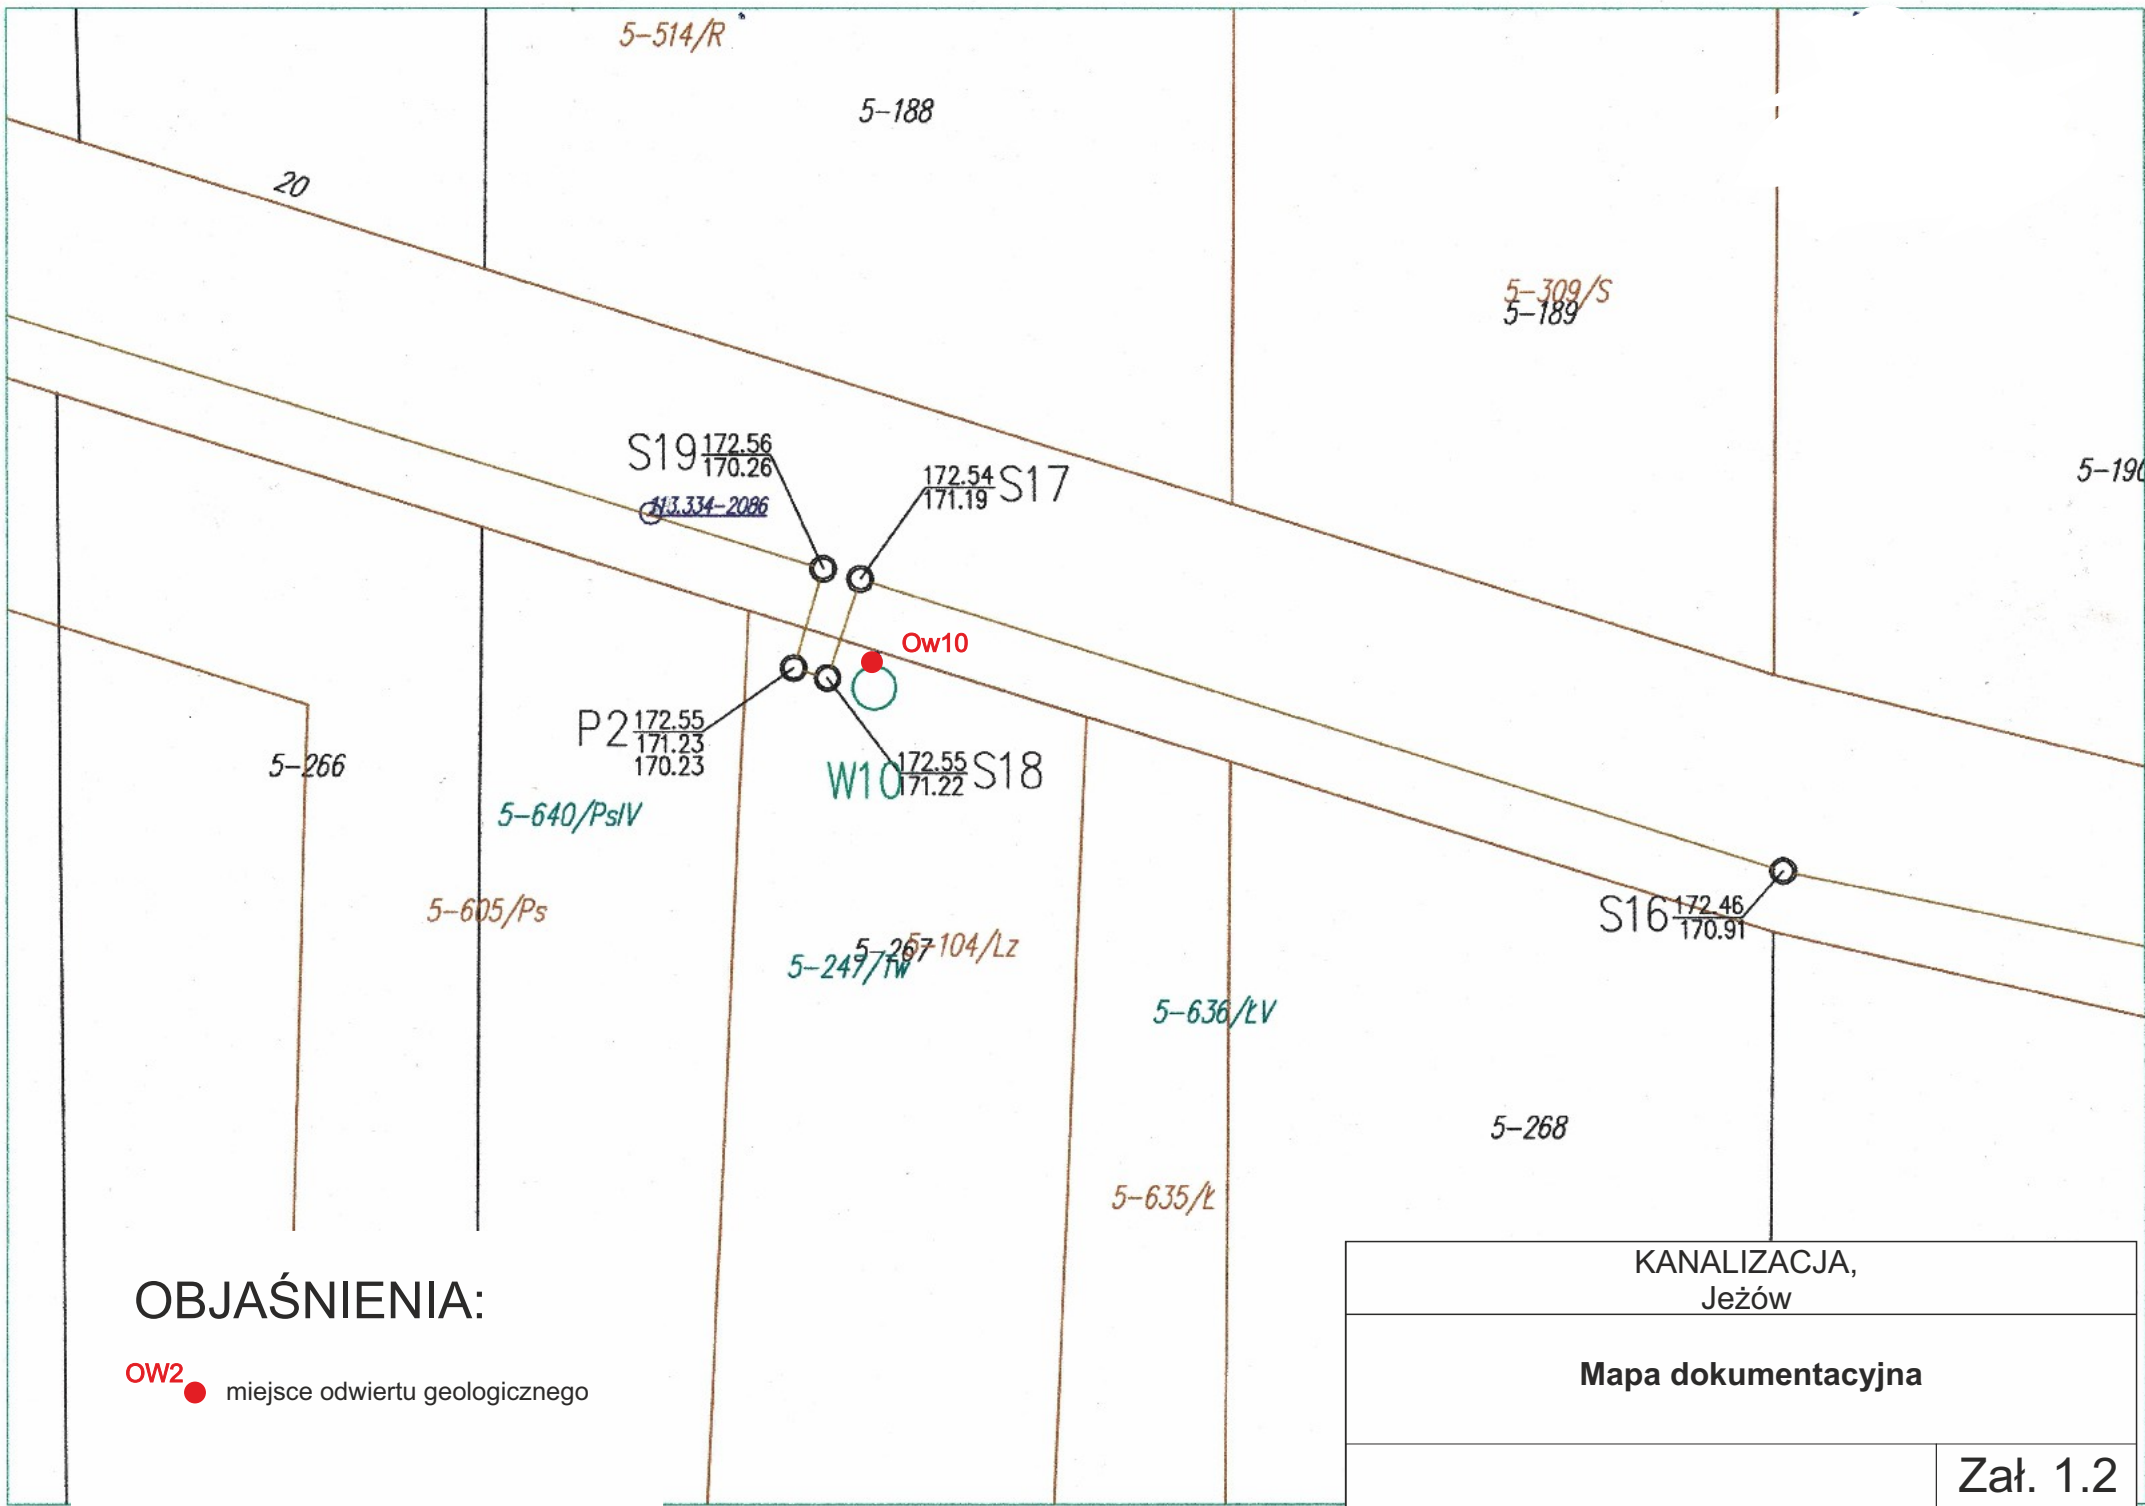 5-514/R
5-188
20
5-309/S
5-189
5-190
S19 172.56
170.26
172.54 S17
171.19
113.334-2086
Ow10
P2 172.55
171.23
170.23
W10
172.55 S18
171.22
5-266
5-640/PsIV
5-605/Ps
S16 172.46
170.91
5-267
5-104/Lz
5-247/Tw
5-636/ŁV
5-268
5-635/Ł
OBJAŚNIENIA:
OW2 miejsce odwiertu geologicznego
KANALIZACJA,
Jeżów
Mapa dokumentacyjna
Zał. 1.2